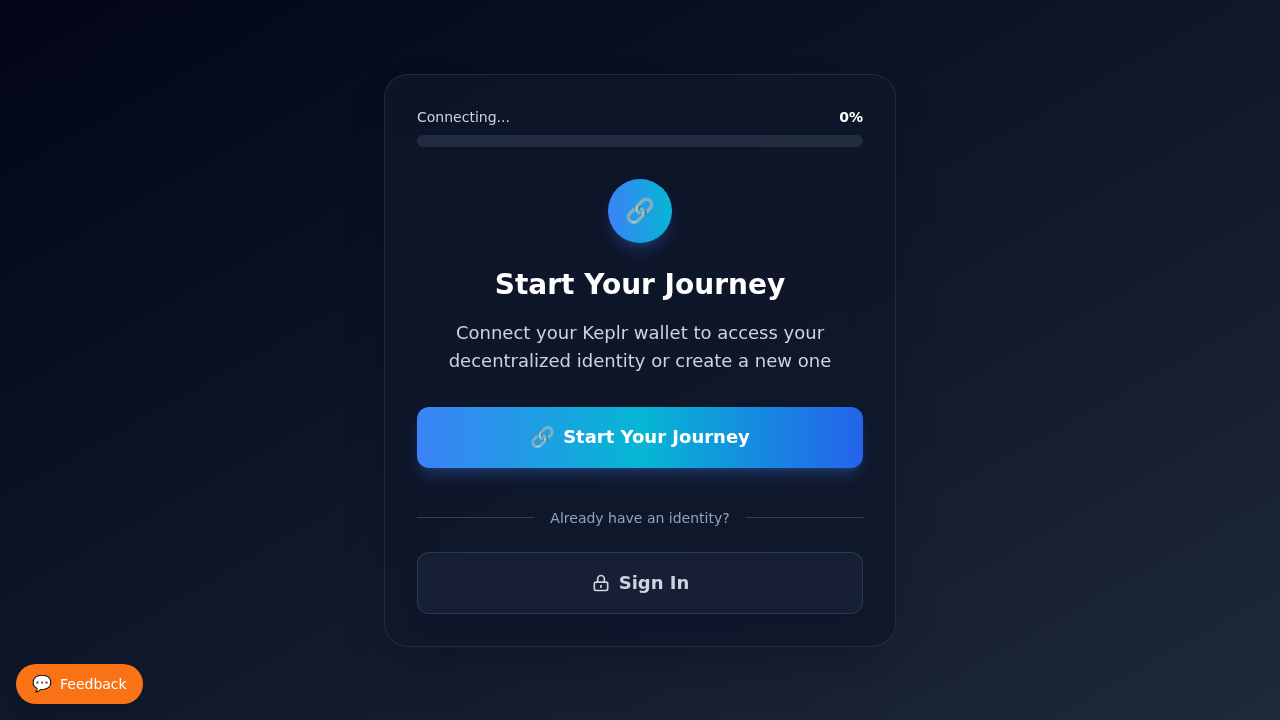 Connecting... 0%
Start Your Journey
Connect your Keplr wallet to access your
decentralized identity or create a new one
Start Your Journey
Already have an identity?
Sign In
Feedback